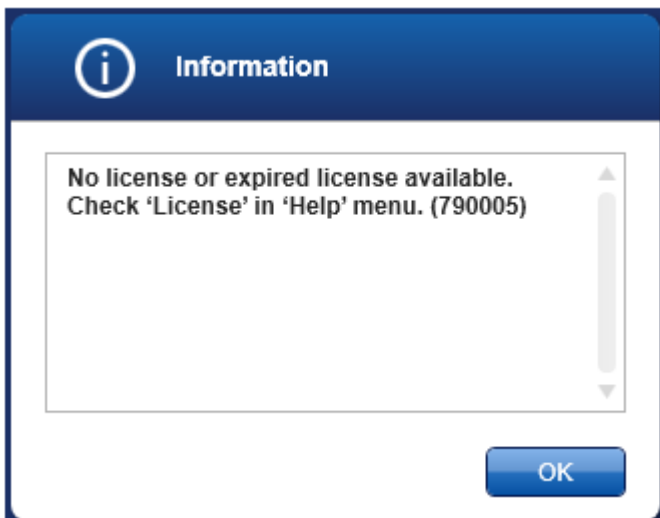 Information
No license or expired license available.
Check ‘License’ in ‘Help’ menu. (790005)
OK